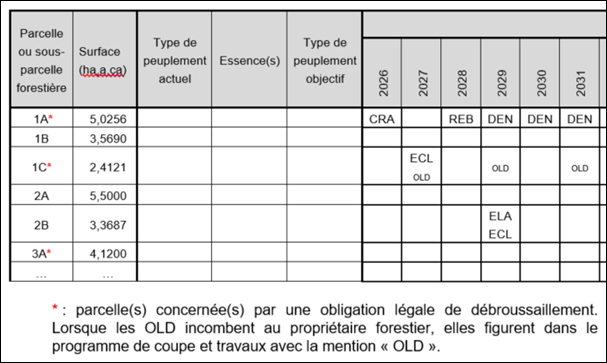 Parcelle ou sous-parcelle forestière Surface (ha,a,ca) Type de peuplement actuel Essence(s) Type de peuplement objectif 2026 2027 2028 2029 2030 2031
1A* 5,0256 CRA REB DEN DEN DEN
1B 3,5690
1C* 2,4121 ECL OLD OLD OLD
2A 5,5000
2B 3,3687 ELA ECL
3A* 4,1200
... ...
* : parcelle(s) concernée(s) par une obligation légale de débroussaillement.
Lorsque les OLD incombent au propriétaire forestier, elles figurent dans le
programme de coupe et travaux avec la mention « OLD ».